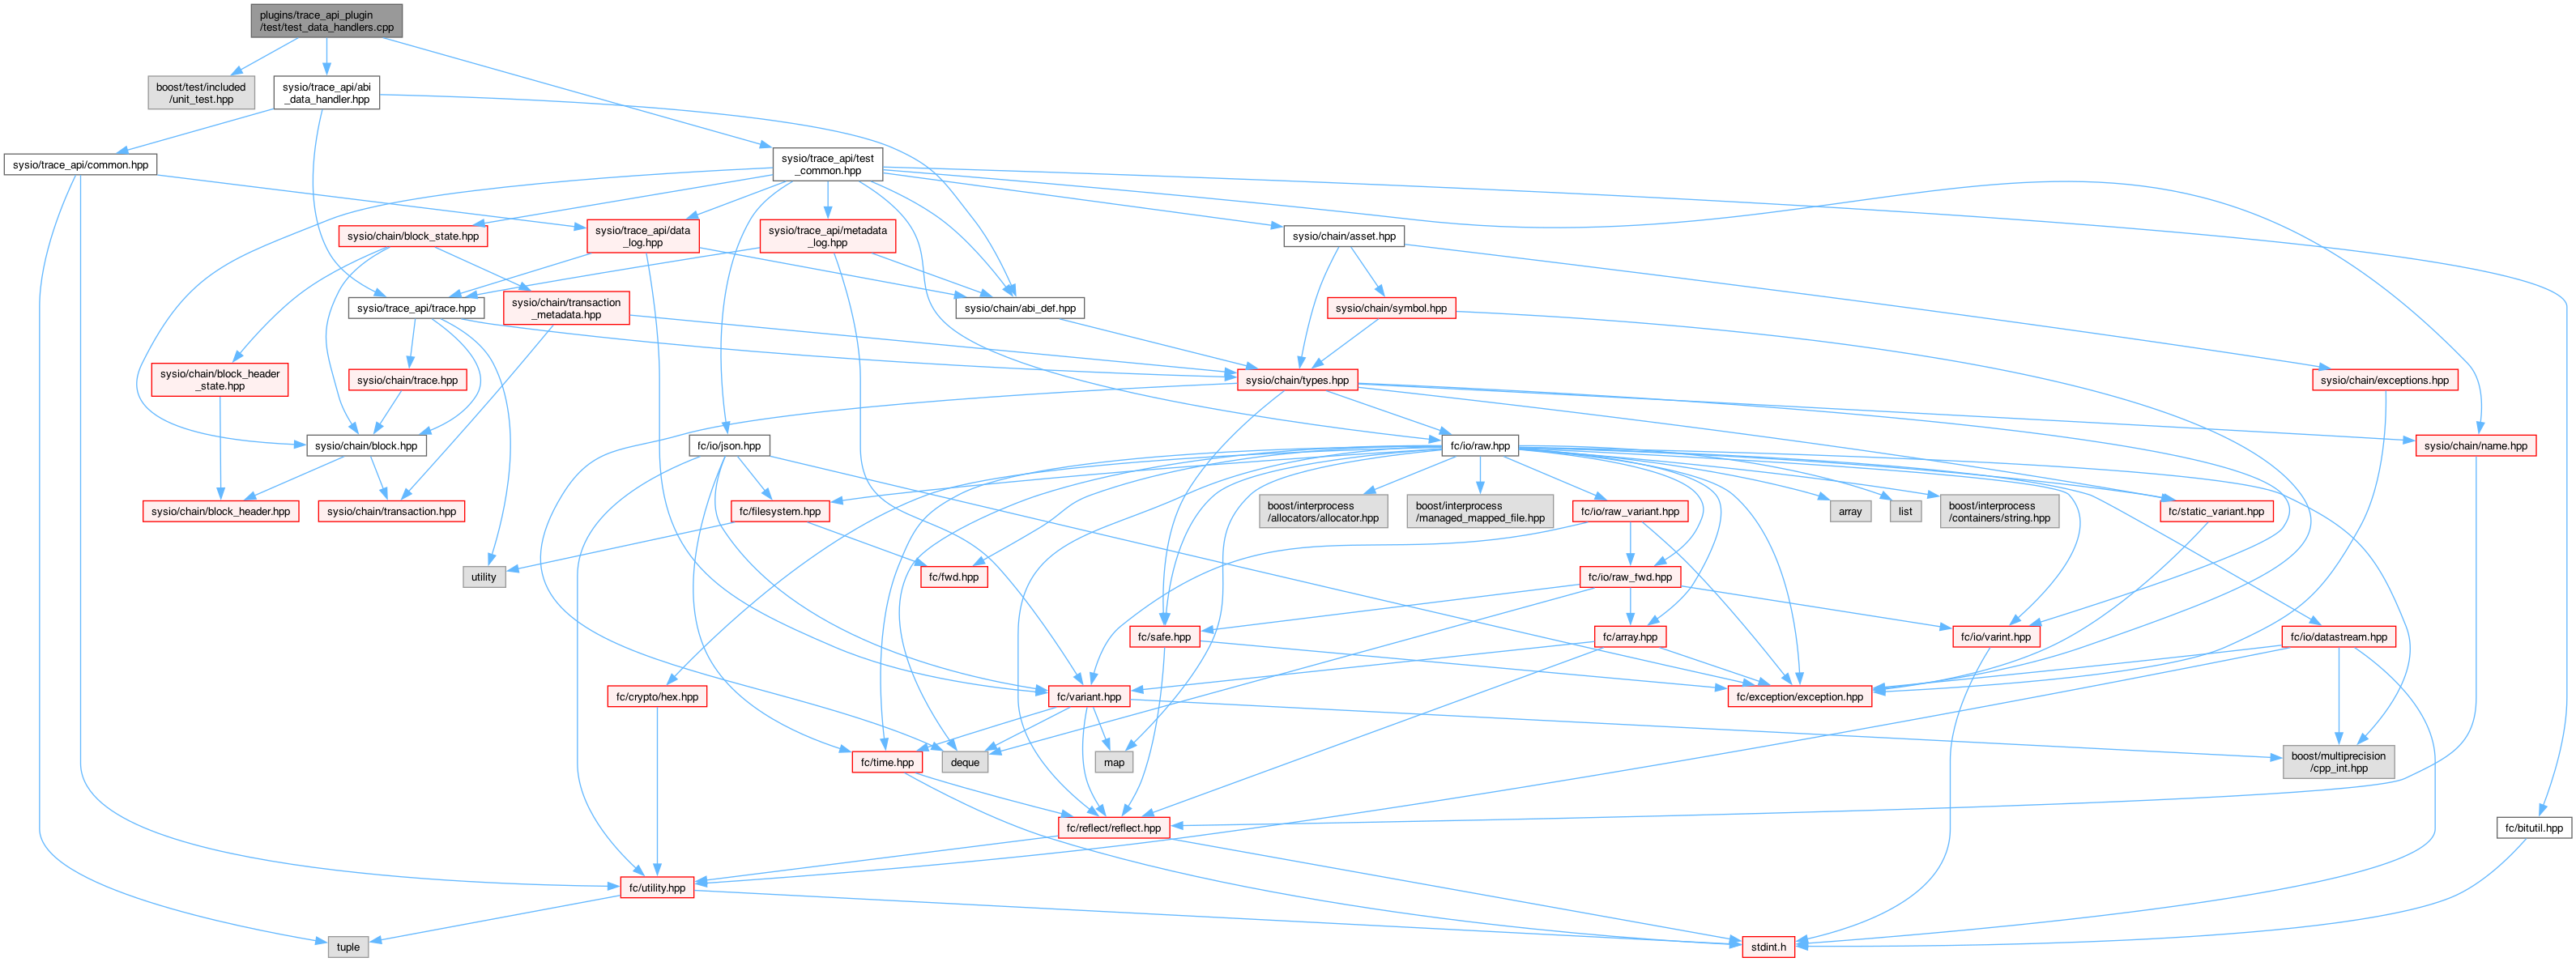 plugins/trace_api_plugin
/test/test_data_handlers.cpp
boost/test/included
/unit_test.hpp
sysio/trace_api/abi
_data_handler.hpp
sysio/trace_api/common.hpp
sysio/trace_api/test
_common.hpp
sysio/chain/block_state.hpp
sysio/trace_api/data
_log.hpp
sysio/trace_api/metadata
_log.hpp
sysio/chain/asset.hpp
sysio/trace_api/trace.hpp
sysio/chain/transaction
_metadata.hpp
sysio/chain/abi_def.hpp
sysio/chain/symbol.hpp
sysio/chain/block_header
_state.hpp
sysio/chain/trace.hpp
sysio/chain/types.hpp
sysio/chain/exceptions.hpp
sysio/chain/block.hpp
fc/io/json.hpp
fc/io/raw.hpp
sysio/chain/name.hpp
sysio/chain/block_header.hpp
sysio/chain/transaction.hpp
fc/filesystem.hpp
boost/interprocess
/allocators/allocator.hpp
boost/interprocess
/managed_mapped_file.hpp
fc/io/raw_variant.hpp
array
list
boost/interprocess
/containers/string.hpp
fc/static_variant.hpp
utility
fc/fwd.hpp
fc/io/raw_fwd.hpp
fc/safe.hpp
fc/array.hpp
fc/io/varint.hpp
fc/io/datastream.hpp
fc/crypto/hex.hpp
fc/variant.hpp
fc/exception/exception.hpp
fc/time.hpp
deque
map
boost/multiprecision
/cpp_int.hpp
fc/reflect/reflect.hpp
fc/bitutil.hpp
fc/utility.hpp
tuple
stdint.h